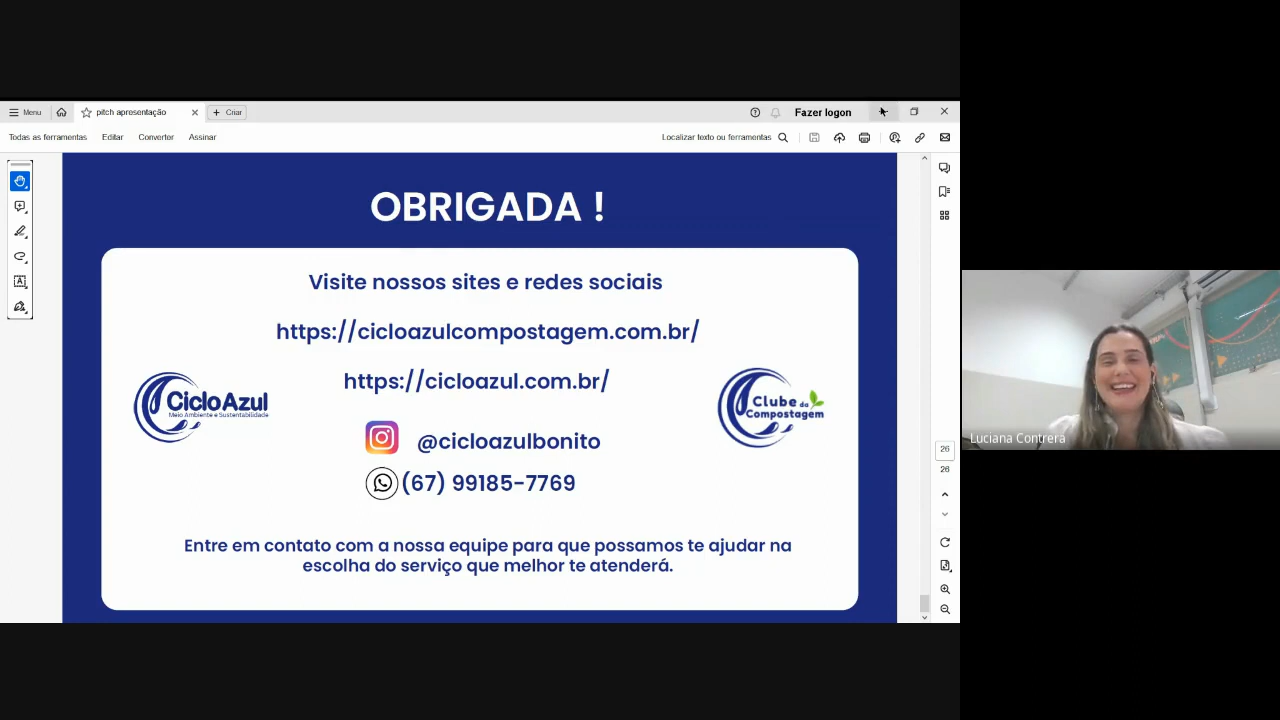 Menu
pitch apresentação
Criar
Fazer logon
Todas as ferramentas
Editar
Converter
Assinar
Localizar texto ou ferramentas
OBRIGADA !
Visite nossos sites e redes sociais
https://cicloazulcompostagem.com.br/
https://cicloazul.com.br/
CicloAzul
Meio Ambiente e Sustentabilidade
Clube da
Compostagem
@cicloazulbonito
(67) 99185-7769
Entre em contato com a nossa equipe para que possamos te ajudar na
escolha do serviço que melhor te atenderá.
26
26
Luciana Contrera